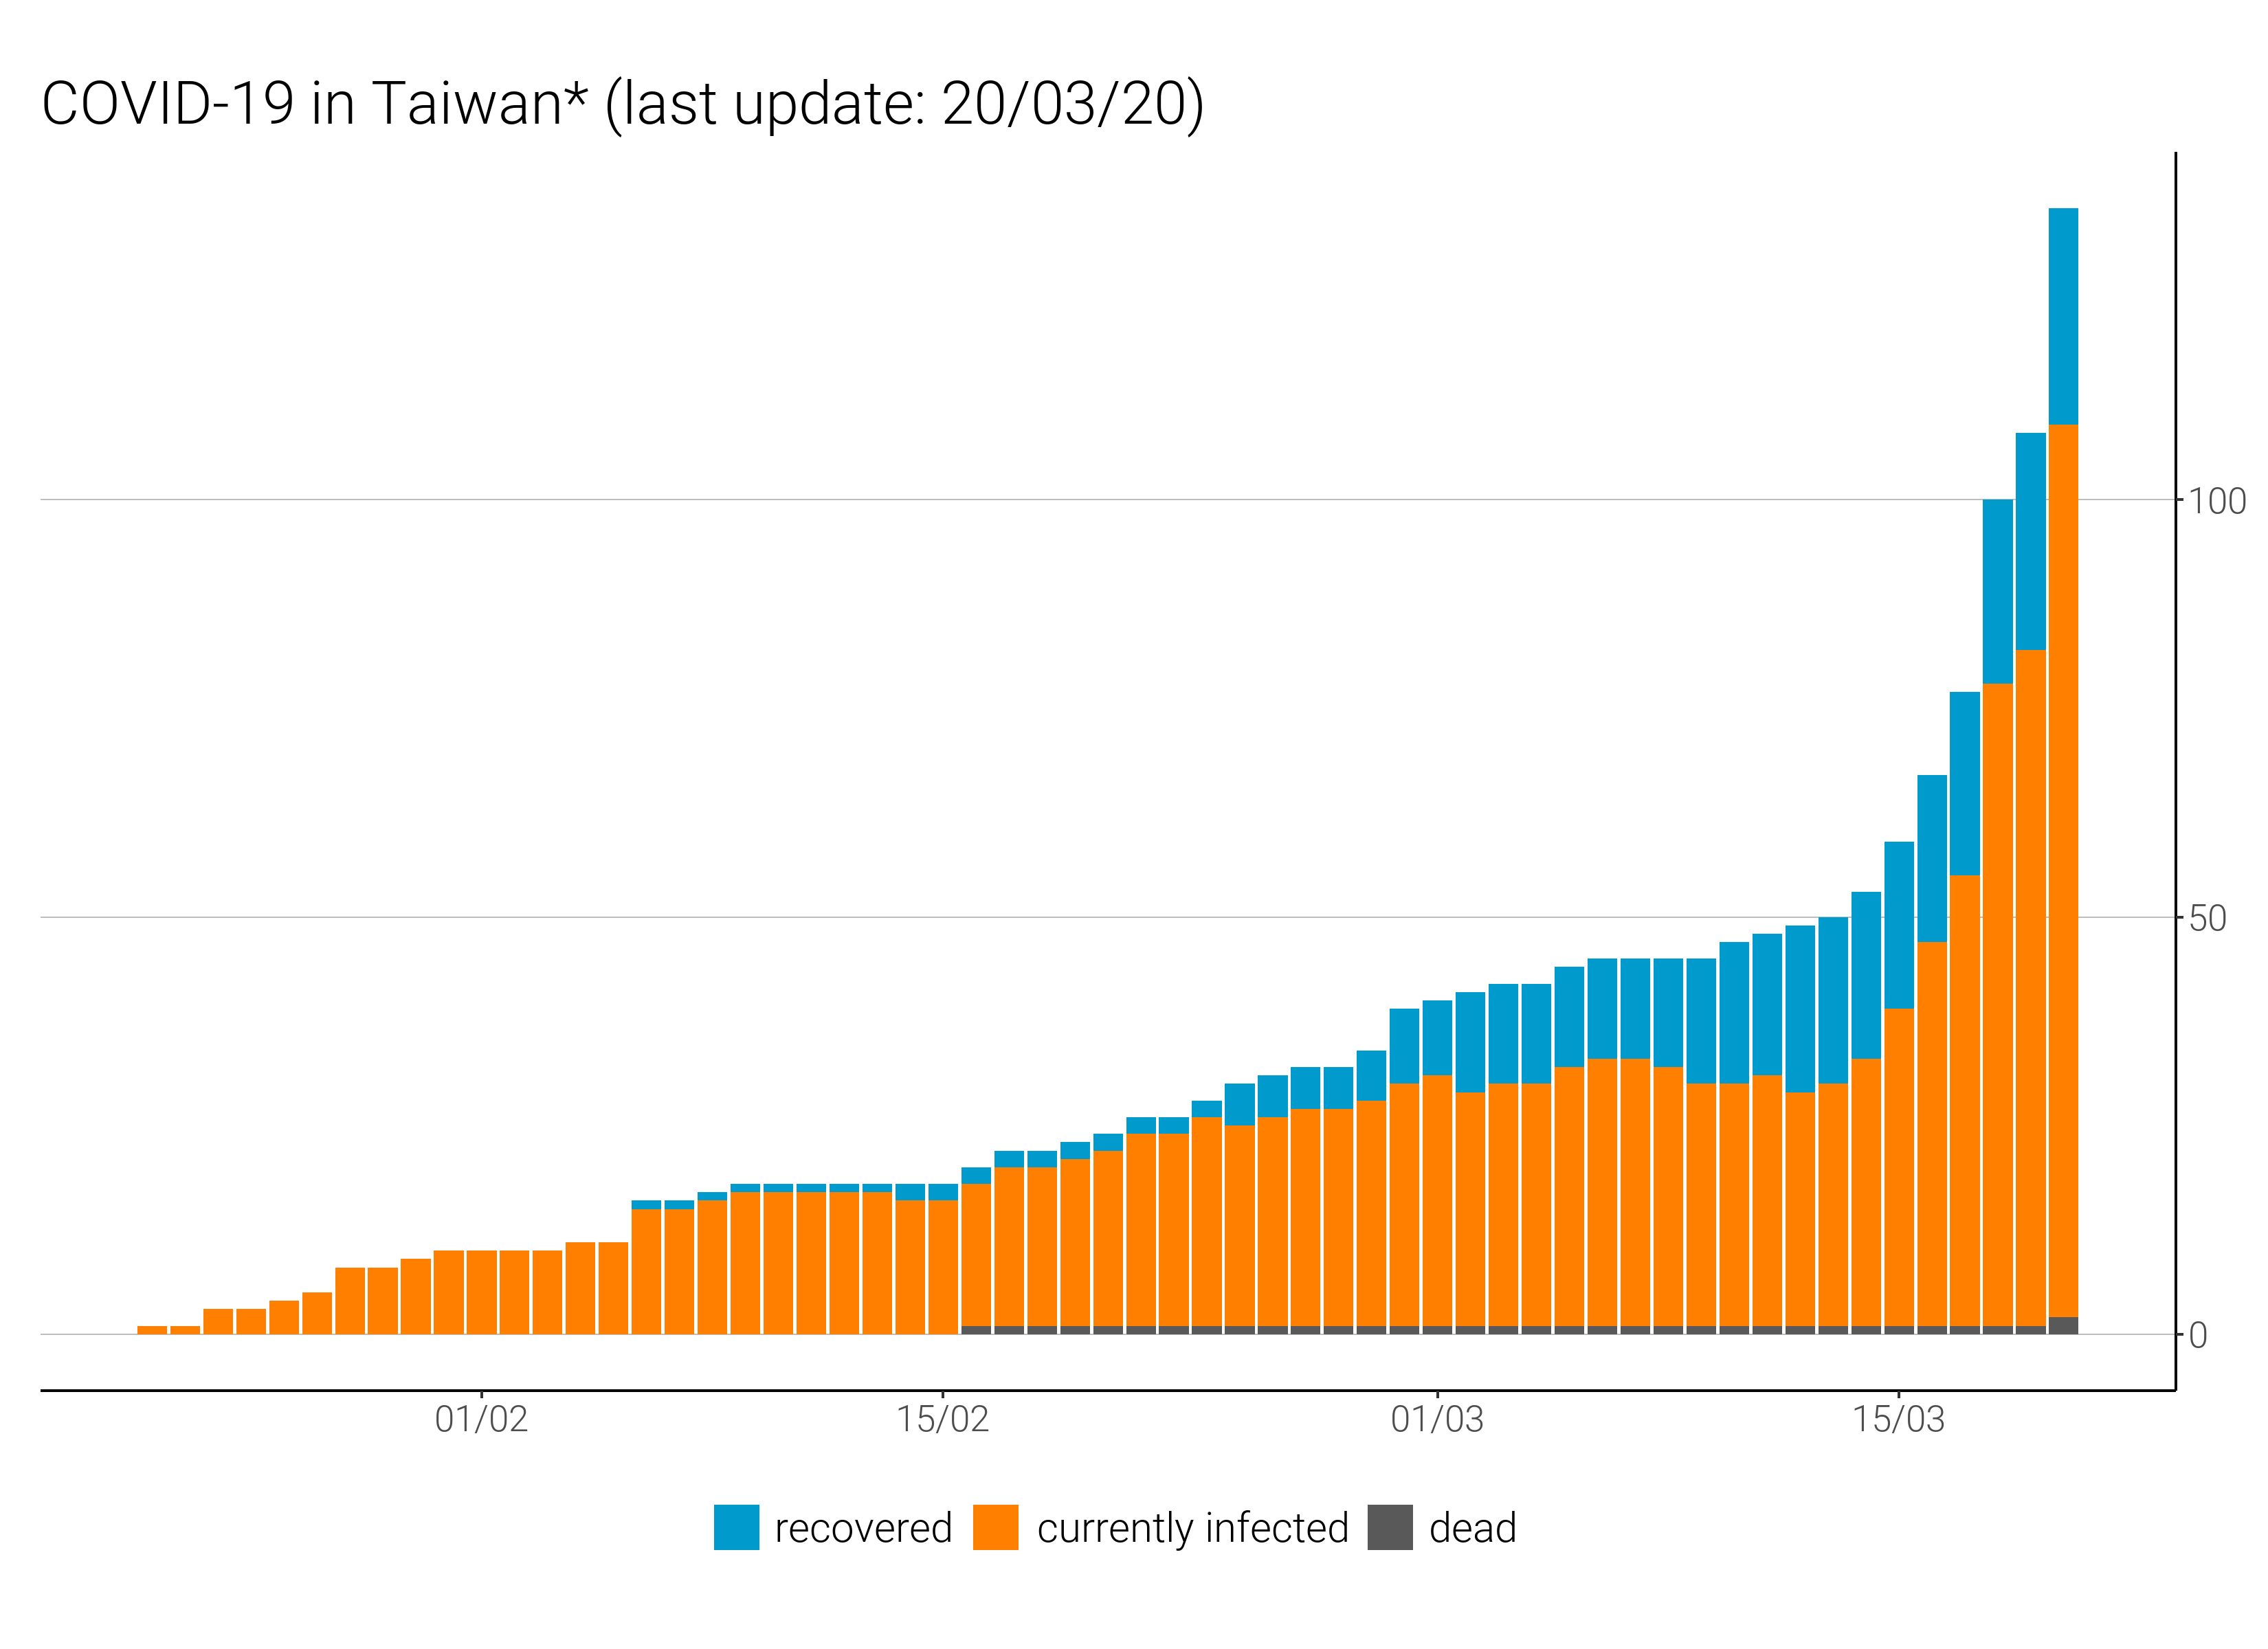 COVID-19 in Taiwan* (last update: 20/03/20)
100
50
0
01/02 15/02 01/03 15/03
recovered currently infected dead